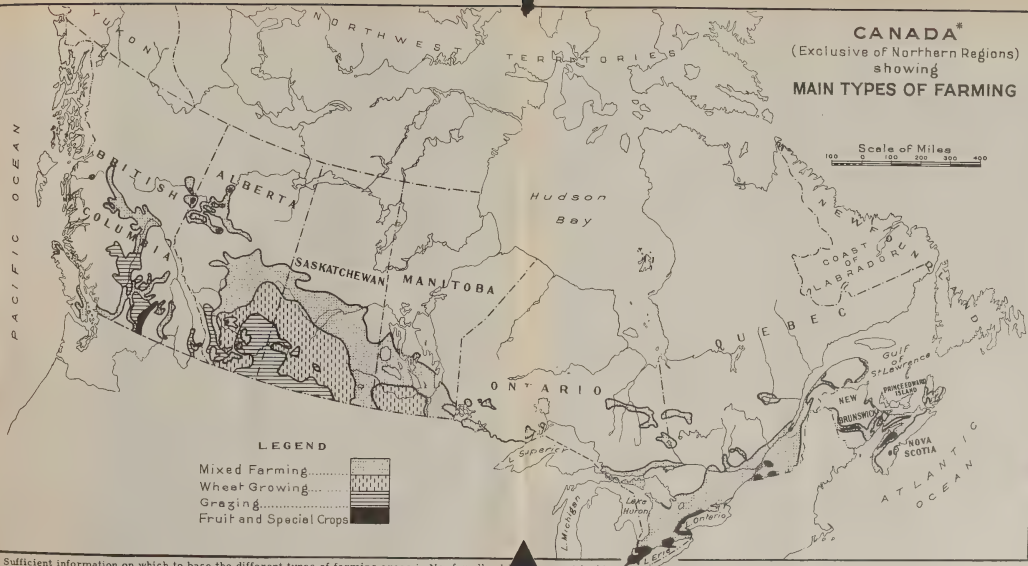 CANADA*
(Exclusive of Northern Regions)
showing
MAIN TYPES OF FARMING
Scale of Miles
100 0 100 200 300 400
YUKON
NORTHWEST TERRITORIES
PACIFIC OCEAN
BRITISH COLUMBIA
ALBERTA
SASKATCHEWAN
MANITOBA
Hudson
Bay
ONTARIO
QUEBEC
NEWFOUNDLAND
COAST
OF
LABRADOR
Gulf
of
St Lawrence
PRINCE EDWARD
ISLAND
NEW
BRUNSWICK
NOVA
SCOTIA
ATLANTIC
OCEAN
L. Superior
L. Michigan
Lake
Huron
L. Ontario
L. Erie
LEGEND
Mixed Farming
Wheat Growing
Grazing
Fruit and Special Crops
Sufficient information on which to base the different types of farming